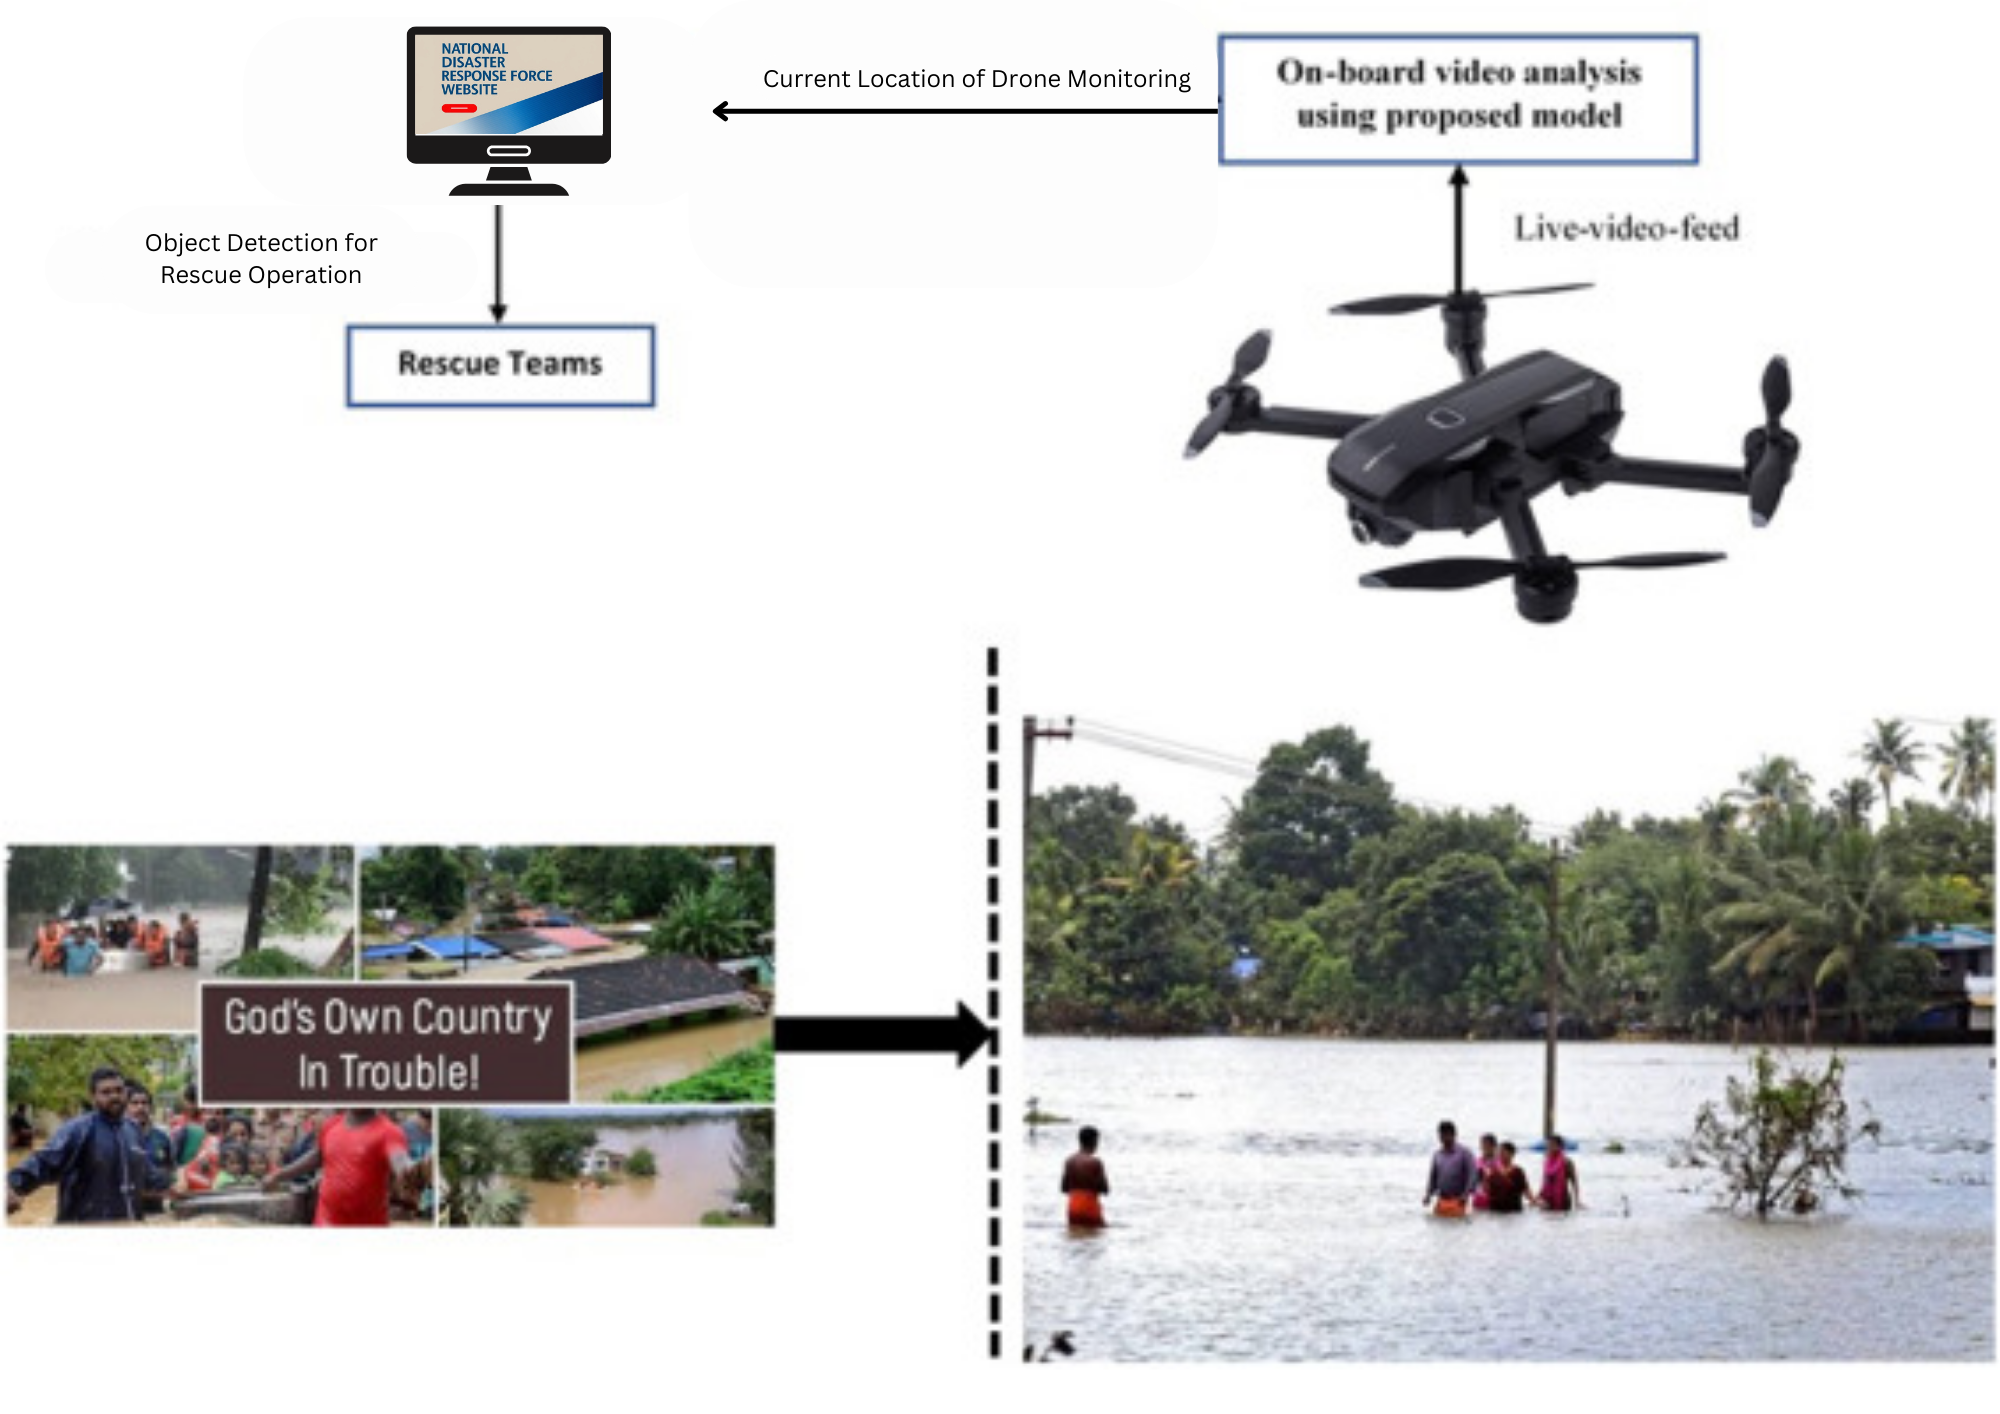 NATIONAL
DISASTER
RESPONSE FORCE
WEBSITE
Current Location of Drone Monitoring
On-board video analysis
using proposed model
Live-video-feed
Object Detection for
Rescue Operation
Rescue Teams
God's Own Country
In Trouble!